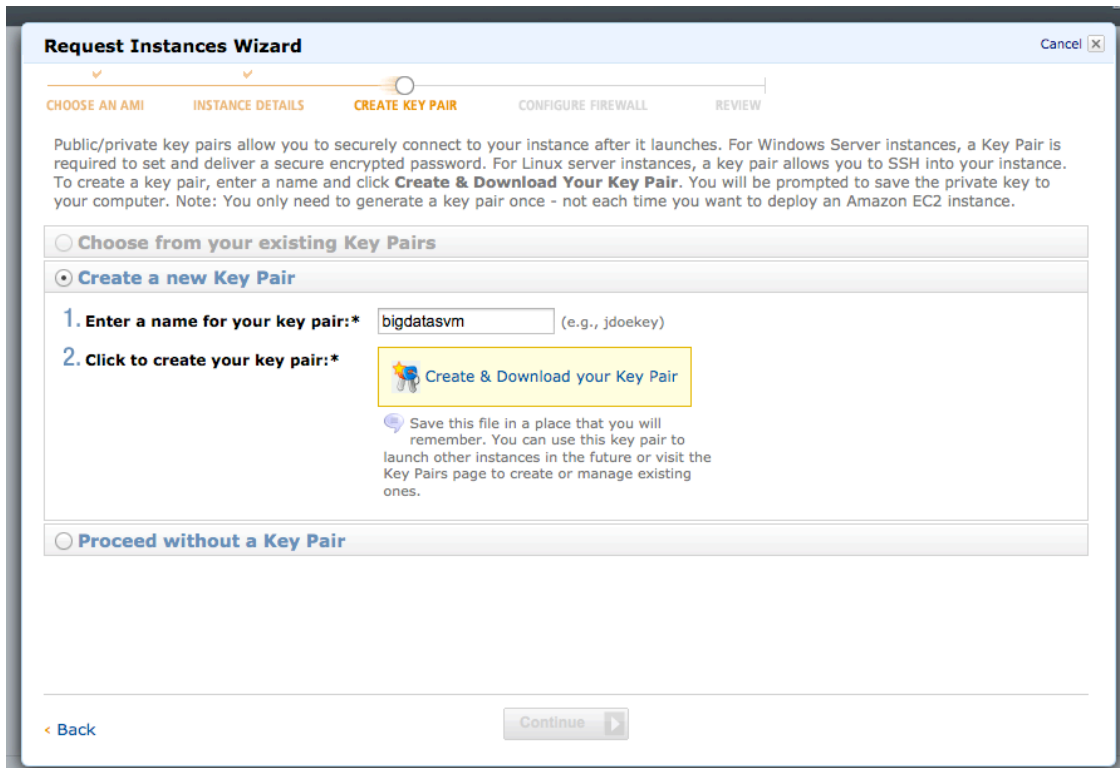 Request Instances Wizard
Cancel
CHOOSE AN AMI INSTANCE DETAILS CREATE KEY PAIR CONFIGURE FIREWALL REVIEW
Public/private key pairs allow you to securely connect to your instance after it launches. For Windows Server instances, a Key Pair is
required to set and deliver a secure encrypted password. For Linux server instances, a key pair allows you to SSH into your instance.
To create a key pair, enter a name and click Create & Download Your Key Pair. You will be prompted to save the private key to
your computer. Note: You only need to generate a key pair once - not each time you want to deploy an Amazon EC2 instance.
Choose from your existing Key Pairs
Create a new Key Pair
1. Enter a name for your key pair:* bigdatasvm (e.g., jdoekey)
2. Click to create your key pair:*
Create & Download your Key Pair
Save this file in a place that you will
remember. You can use this key pair to
launch other instances in the future or visit the
Key Pairs page to create or manage existing
ones.
Proceed without a Key Pair
< Back
Continue